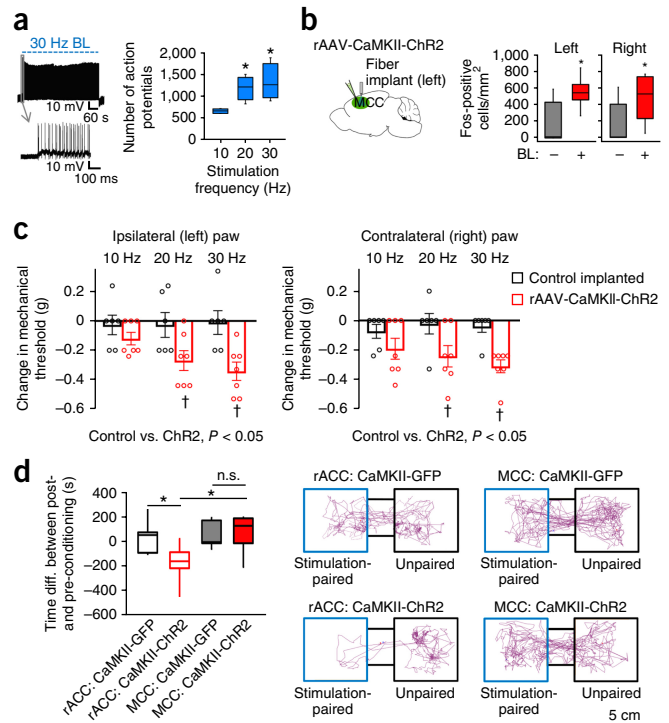 a
30 Hz BL
10 mV
60 s
10 mV
100 ms
Number of action
potentials
2,000
1,500
1,000
500
0
*
*
10
20
30
Stimulation
frequency (Hz)
b
rAAV-CaMKII-ChR2
Fiber
implant (left)
MCC
Left
Right
Fos-positive
cells/mm²
1,000
800
600
400
200
0
*
*
BL:
–
+
–
+
c
Ipsilateral (left) paw
10 Hz
20 Hz
30 Hz
Change in mechanical
threshold (g)
0.2
0
–0.2
–0.4
–0.6
†
†
Control vs. ChR2, P < 0.05
Contralateral (right) paw
10 Hz
20 Hz
30 Hz
Change in mechanical
threshold (g)
0.2
0
–0.2
–0.4
–0.6
†
†
Control vs. ChR2, P < 0.05
Control implanted
rAAV-CaMKII-ChR2
d
Time diff. between post-
and pre-conditioning (s)
400
200
0
–200
–400
–600
*
*
n.s.
rACC: CaMKII-GFP
rACC: CaMKII-ChR2
MCC: CaMKII-GFP
MCC: CaMKII-ChR2
rACC: CaMKII-GFP
Stimulation-
paired
Unpaired
MCC: CaMKII-GFP
Stimulation-
paired
Unpaired
rACC: CaMKII-ChR2
Stimulation-
paired
Unpaired
MCC: CaMKII-ChR2
Stimulation-
paired
Unpaired
5 cm